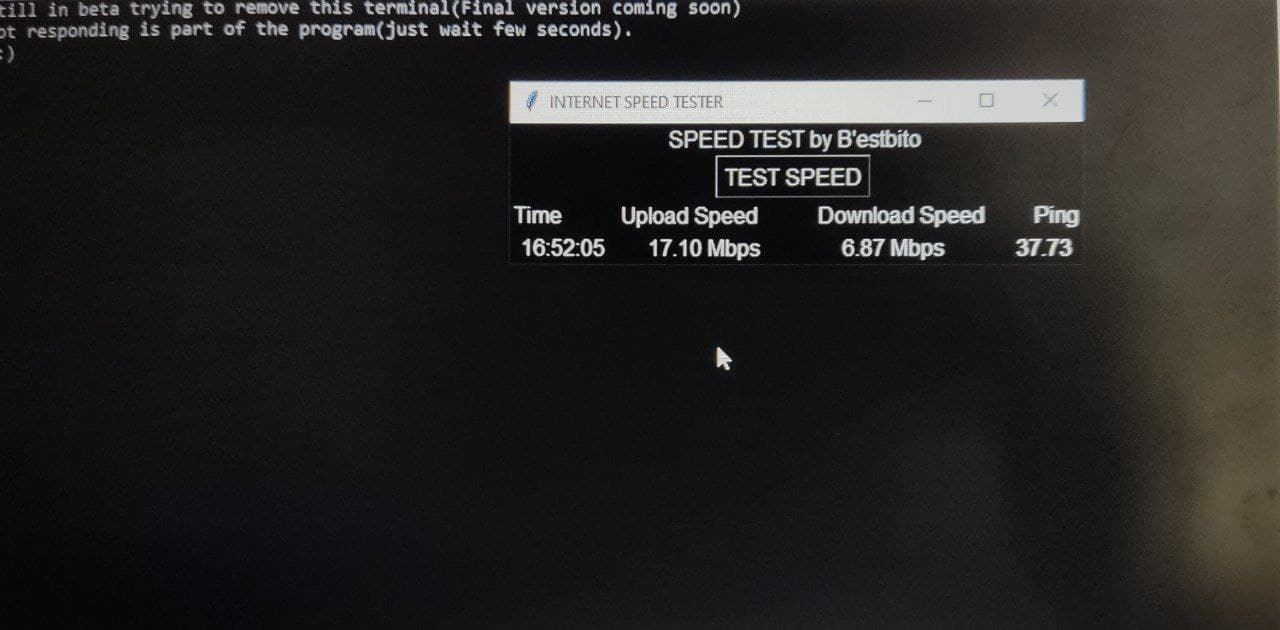 till in beta trying to remove this terminal(Final version coming soon)
ot responding is part of the program(just wait few seconds).
:)
INTERNET SPEED TESTER
SPEED TEST by B'estbito
TEST SPEED
Time Upload Speed Download Speed Ping
16:52:05 17.10 Mbps 6.87 Mbps 37.73